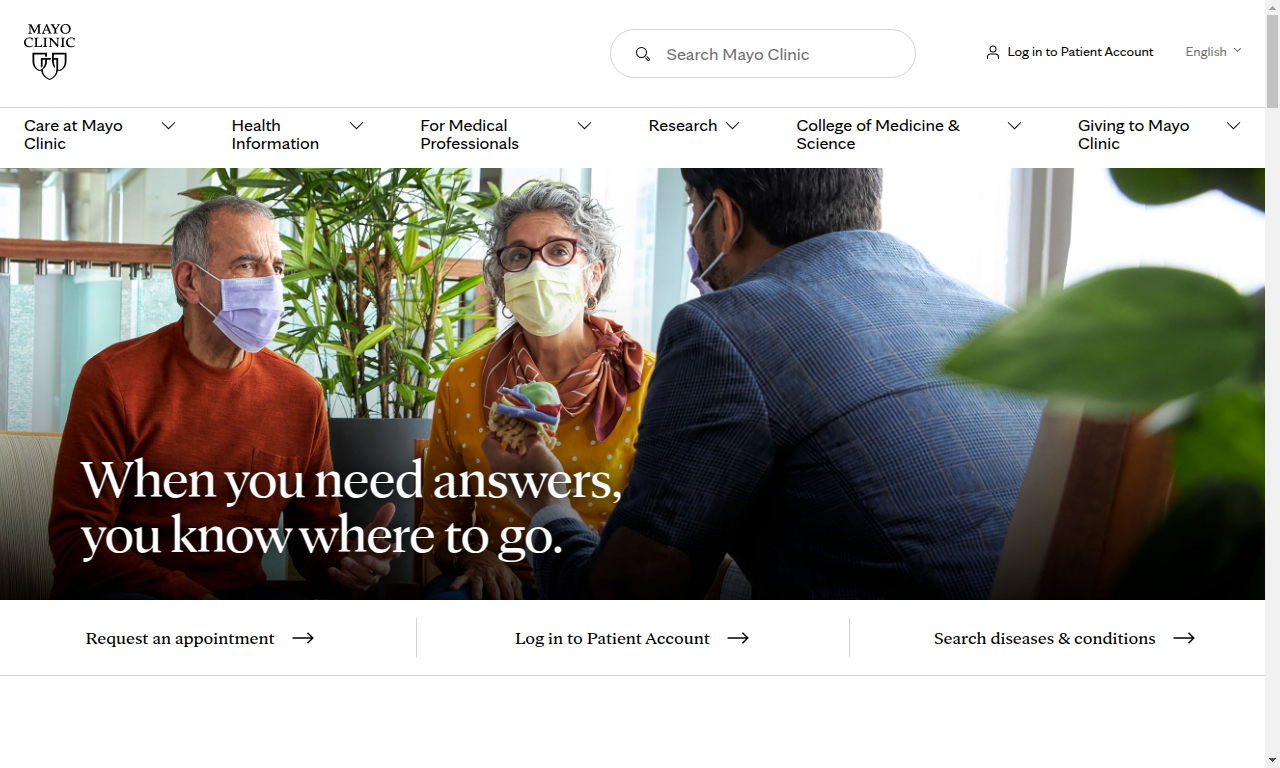 MAYO
CLINIC
Search Mayo Clinic
Log in to Patient Account
English
Care at Mayo
Clinic
Health
Information
For Medical
Professionals
Research
College of Medicine &
Science
Giving to Mayo
Clinic
When you need answers,
you know where to go.
Request an appointment
Log in to Patient Account
Search diseases & conditions